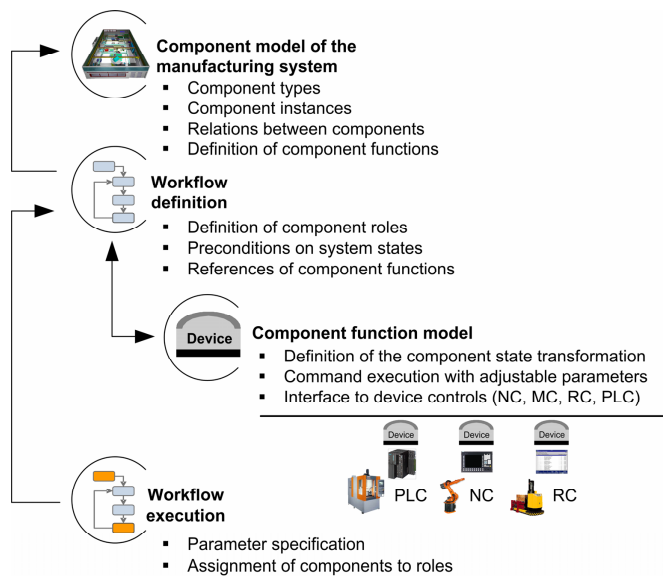 Component model of the
manufacturing system
▪ Component types
▪ Component instances
▪ Relations between components
▪ Definition of component functions
Workflow
definition
▪ Definition of component roles
▪ Preconditions on system states
▪ References of component functions
Device
Component function model
▪ Definition of the component state transformation
▪ Command execution with adjustable parameters
▪ Interface to device controls (NC, MC, RC, PLC)
Device Device Device
PLC NC RC
Workflow
execution
▪ Parameter specification
▪ Assignment of components to roles